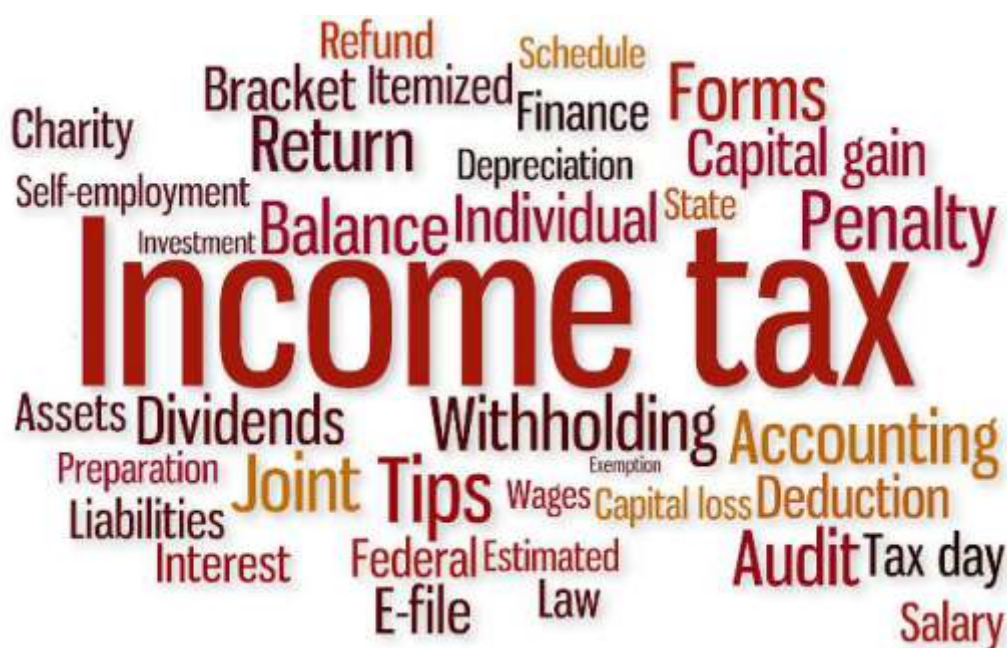 Refund Schedule
Bracket Itemized Finance Forms
Charity Return Depreciation Capital gain
Self-employment Balance Individual State Penalty
Investment
Income tax
Assets Dividends Withholding Accounting
Preparation Joint Tips Exemption
Wages Capital loss Deduction
Liabilities
Interest Federal Estimated Audit Tax day
E-file Law
Salary